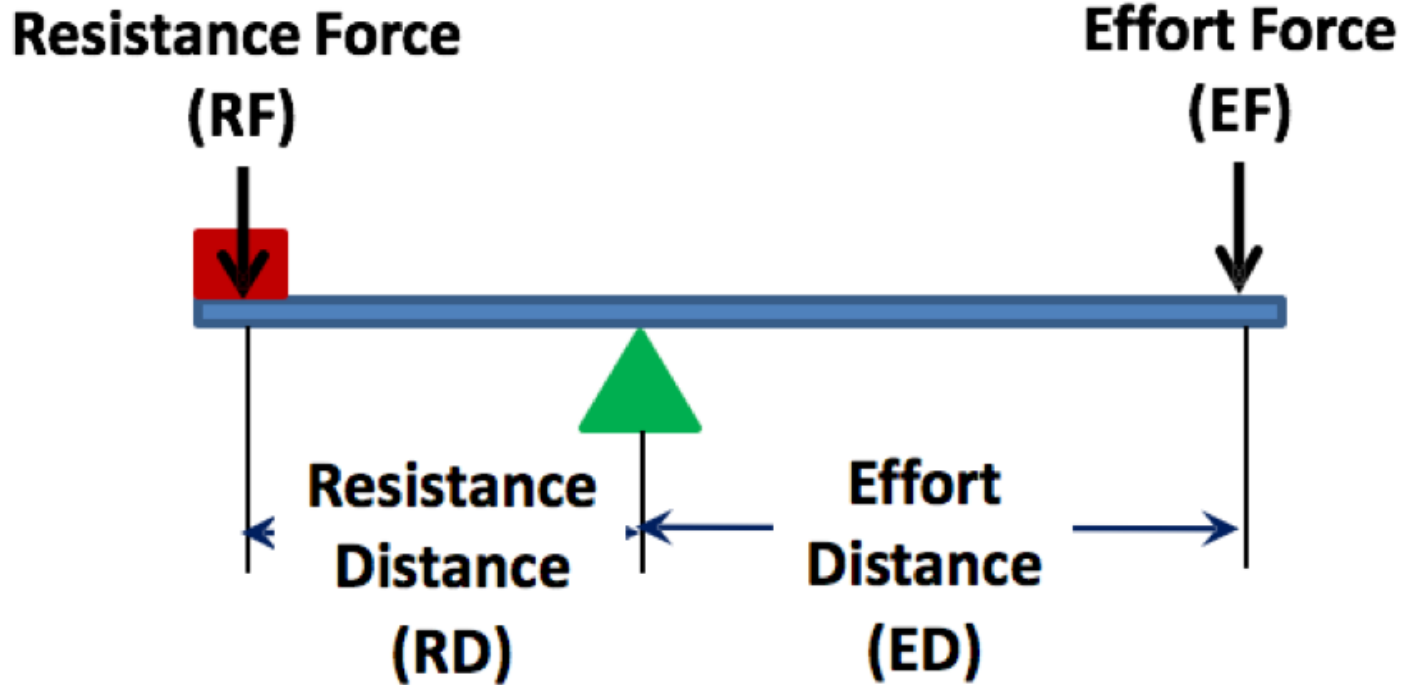 Resistance Force
(RF)
Effort Force
(EF)
Resistance
Distance
(RD)
Effort
Distance
(ED)